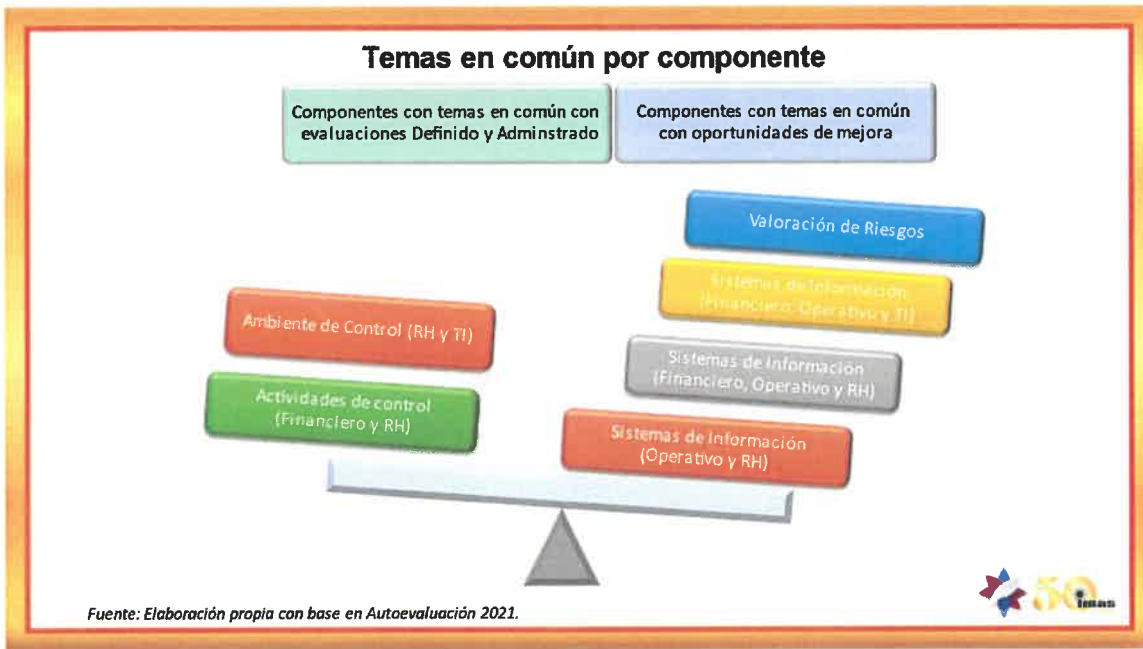 Temas en común por componente
Componentes con temas en común con
evaluaciones Definido y Adminstrado
Componentes con temas en común
con oportunidades de mejora
Valoración de Riesgos
Sistemas de Información
(Financiero, Operativo y TI)
Ambiente de Control (RH y TI)
Sistemas de Información
(Financiero, Operativo y RH)
Actividades de control
(Financiero y RH)
Sistemas de Información
(Operativo y RH)
Fuente: Elaboración propia con base en Autoevaluación 2021.
50
imas